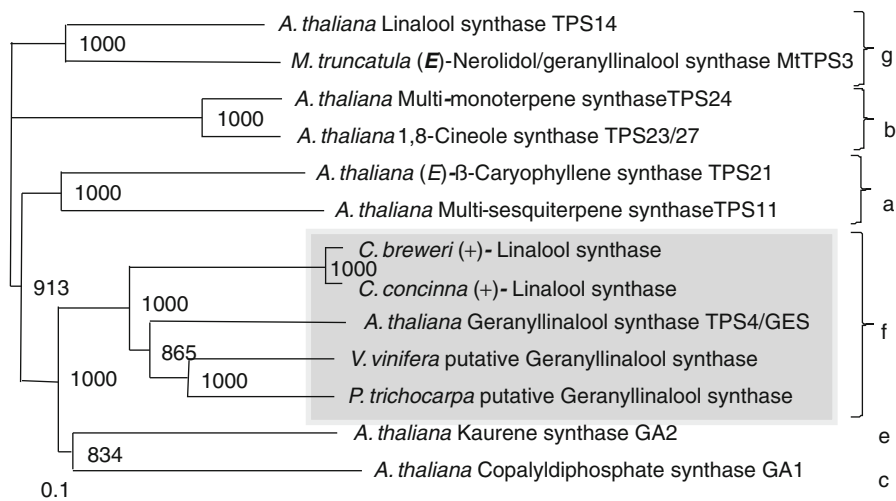 A. thaliana Linalool synthase TPS14
1000
g
M. truncatula (E)-Nerolidol/geranyllinalool synthase MtTPS3
A. thaliana Multi-monoterpene synthaseTPS24
1000
b
A. thaliana 1,8-Cineole synthase TPS23/27
A. thaliana (E)-ß-Caryophyllene synthase TPS21
1000
a
A. thaliana Multi-sesquiterpene synthaseTPS11
C. breweri (+)- Linalool synthase
1000
C. concinna (+)- Linalool synthase
913
1000
A. thaliana Geranyllinalool synthase TPS4/GES
f
865
V. vinifera putative Geranyllinalool synthase
1000
1000
P. trichocarpa putative Geranyllinalool synthase
A. thaliana Kaurene synthase GA2
e
834
A. thaliana Copalyldiphosphate synthase GA1
c
0.1